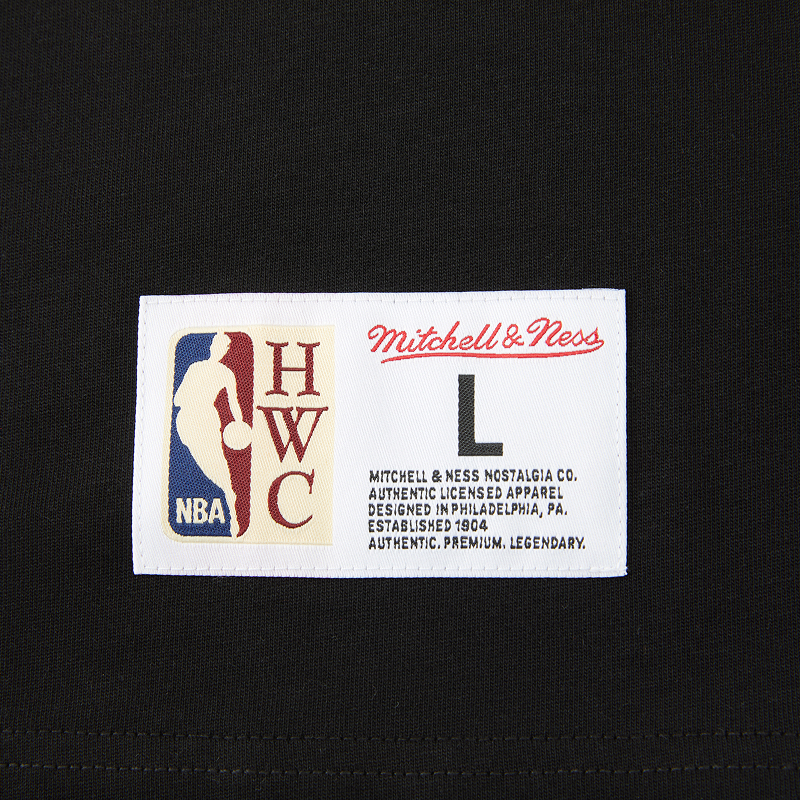 NBA
H
W
C
Mitchell & Ness
L
MITCHELL & NESS NOSTALGIA CO.
AUTHENTIC LICENSED APPAREL
DESIGNED IN PHILADELPHIA, PA.
ESTABLISHED 1904
AUTHENTIC. PREMIUM. LEGENDARY.